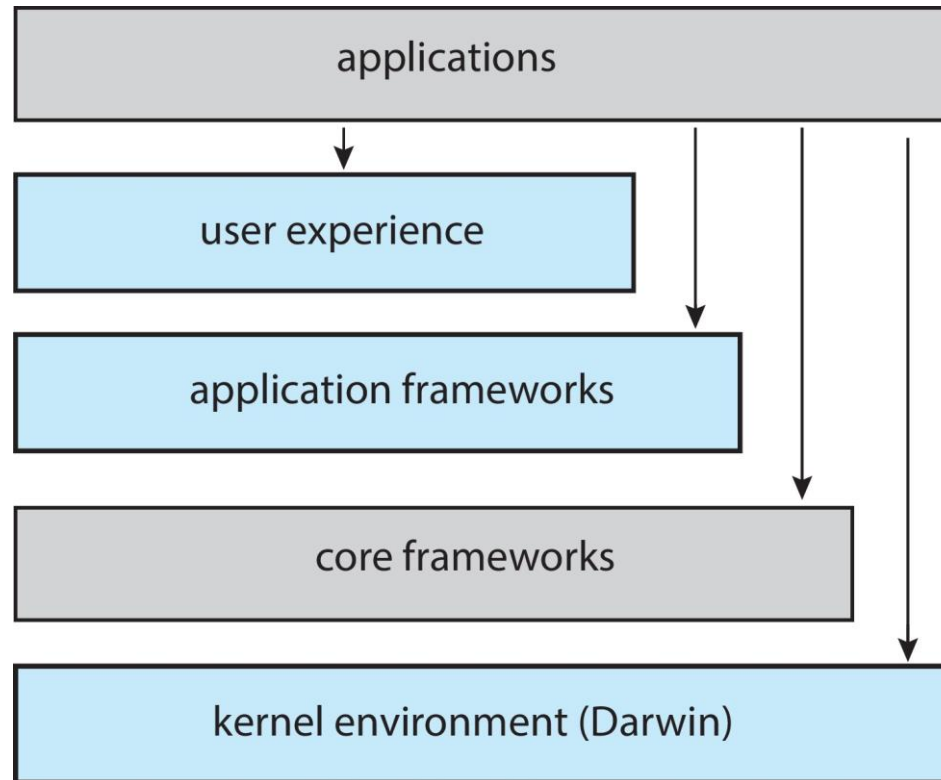 applications
user experience
application frameworks
core frameworks
kernel environment (Darwin)